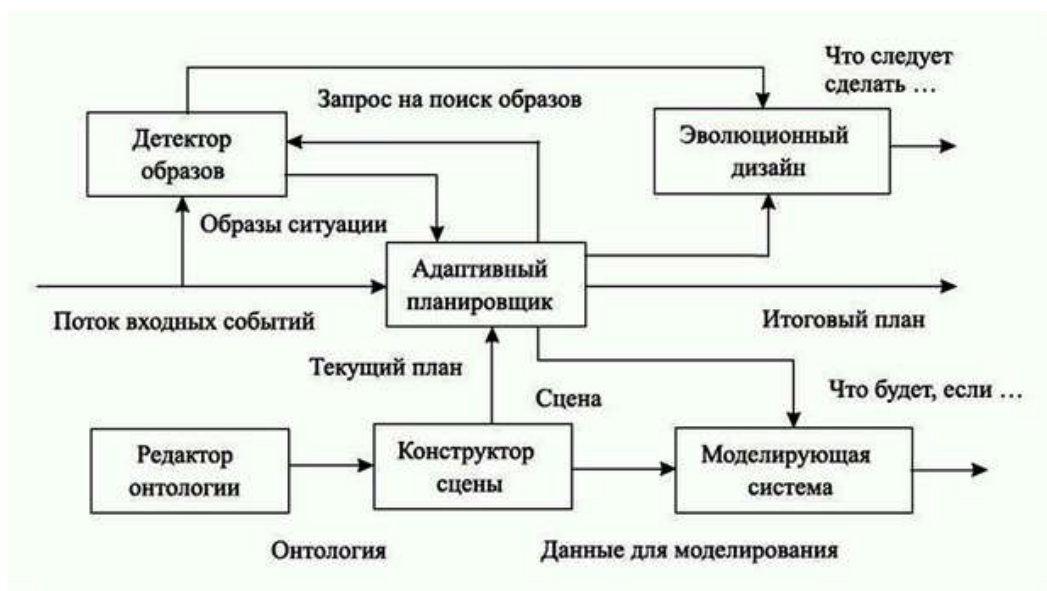 Что следует
сделать ...
Запрос на поиск образов
Детектор
образов
Эволюционный
дизайн
Образы ситуации
Адаптивный
планировщик
Поток входных событий
Итоговый план
Текущий план
Сцена
Что будет, если ...
Редактор
онтологии
Конструктор
сцены
Моделирующая
система
Онтология
Данные для моделирования